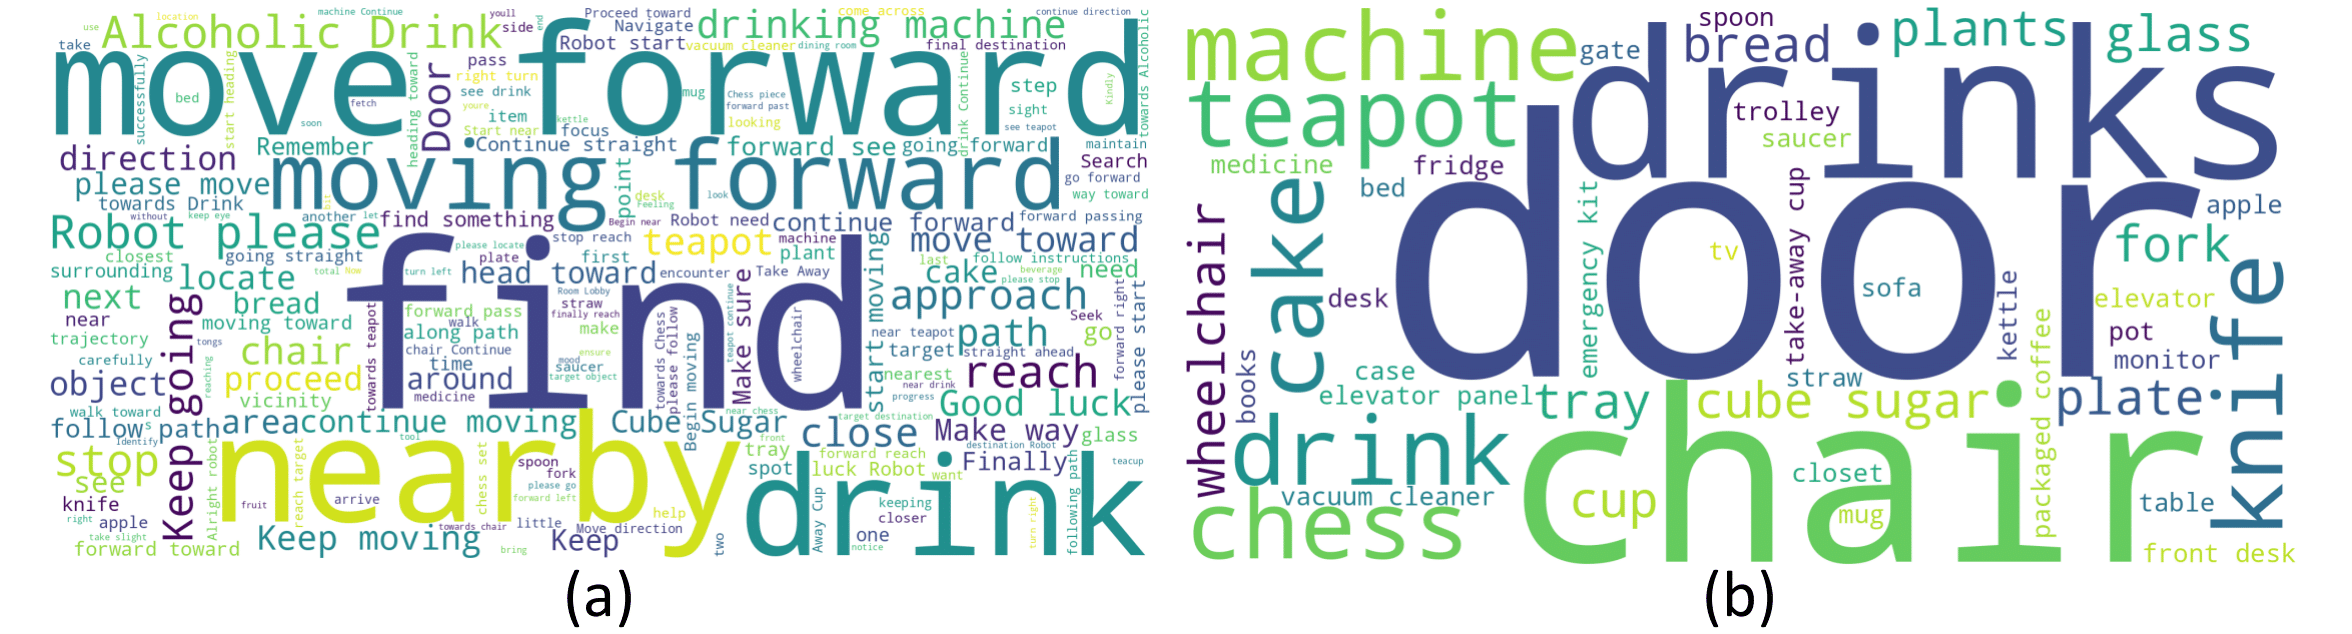 use
location
machine Continue
youll
side
end
Proceed toward
Navigate
come across
continue direction
take
Alcoholic Drink
Robot start
vacuum cleaner
drinking machine
dining room
final destination
towards Alcoholic
move forward
successfully
bed
start heading
heading toward
Door
fetch
soon
pass
right turn
see drink
youre
item
Start near
focus
kettle
mug
Chess piece
forward past
looking
drink Continue
step
sight
see teapot
Kindly
direction
Remember
Continue straight
forward see
going
forward
maintain
Search
go forward
way toward
please move
moving forward
towards Drink
without
keep eye
bit
another
let
find something
point
desk
Feeling
look
Begin near
Robot need
continue forward
forward passing
Robot please
closest
going straight
surrounding
locate
total
Now
turn left
please locate
plate
stop reach
first
teapot
machine
plant
move toward
last
follow instructions
head toward
encounter
Take Away
cake
beverage
please stop
need
find
next
near
bread
moving toward
trajectory
tongs
carefully
Keep going
reaching
chair
proceed
vicinity
object
towards teapot
forward pass
walk
along path
chair Continue
time
around
medicine
Room Lobby
straw
finally reach
make
ensure
mood
saucer
target object
towards Chess
please follow
Begin moving
teapot continue
Make sure
wheelchair
start moving
approach
Seek
near teapot
path
go
target
straight ahead
forward right
please start
reach
nearest
near drink
progress
Good luck
walk toward
follow
s
path
Identify
area
continue moving
tool
Cube Sugar
near chess
target destination
close
Make way
glass
destination Robot
stop
see
knife
right
apple
take slight
forward toward
Alright robot
nearby
fruit
reach target
arrive
chess set
spoon
fork
please go
forward left
towards chair
little
Move direction
Keep moving
bring
Keep
help
two
front
tray
spot
forward reach
luck Robot
want
Finally
teacup
drink
Away Cup
keeping
closer
one
notice
turn right
following path
(a)
machine
gate
spoon
bread
plants
glass
teapot
drinks
trolley
saucer
medicine
fridge
bed
apple
wheelchair
cake
door
emergency kit
take-away cup
tv
sofa
kettle
fork
desk
elevator
pot
monitor
books
case
elevator panel
straw
packaged coffee
knife
tray
cube sugar
plate
drink
chair
closet
vacuum cleaner
cup
mug
table
chess
front desk
(b)